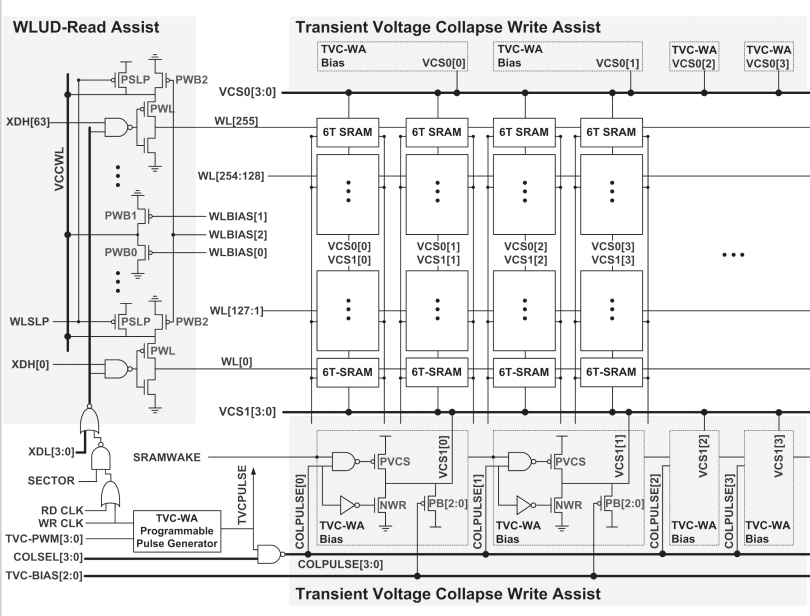 WLUD-Read Assist
Transient Voltage Collapse Write Assist
TVC-WA
Bias
VCS0[0]
TVC-WA
Bias
VCS0[1]
TVC-WA
VCS0[2]
TVC-WA
VCS0[3]
PSLP
PWB2
VCS0[3:0]
PWL
XDH[63]
WL[255]
6T SRAM
6T SRAM
6T SRAM
6T SRAM
VCCWL
WL[254:128]
PWB1
WLBIAS[1]
WLBIAS[2]
PWB0
WLBIAS[0]
VCS0[0]
VCS1[0]
VCS0[1]
VCS1[1]
VCS0[2]
VCS1[2]
VCS0[3]
VCS1[3]
WLSLP
PSLP
PWB2
WL[127:1]
PWL
XDH[0]
WL[0]
6T-SRAM
6T-SRAM
6T-SRAM
6T-SRAM
VCS1[3:0]
XDL[3:0]
SECTOR
SRAMWAKE
RD CLK
WR CLK
TVC-PWM[3:0]
COLSEL[3:0]
TVC-BIAS[2:0]
TVC-WA
Programmable
Pulse Generator
TVCPULSE
COLPULSE[0]
PVCS
NWR
VCS1[0]
PB[2:0]
TVC-WA
Bias
COLPULSE[1]
PVCS
NWR
VCS1[1]
PB[2:0]
TVC-WA
Bias
COLPULSE[2]
VCS1[2]
TVC-WA
Bias
COLPULSE[3]
VCS1[3]
TVC-WA
Bias
COLPULSE[3:0]
Transient Voltage Collapse Write Assist